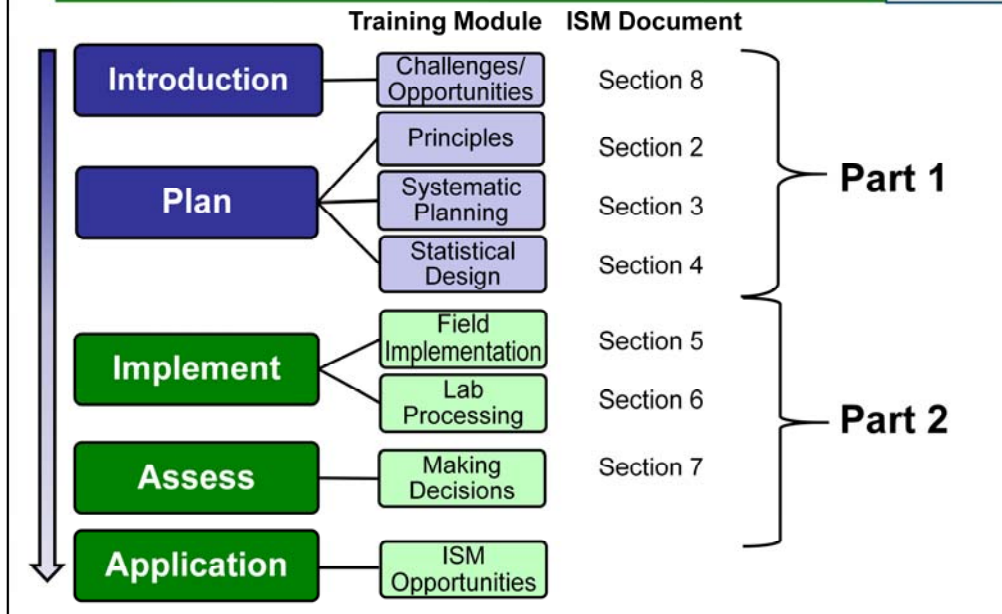 Training Module ISM Document
Introduction
Challenges/
Opportunities
Section 8
Plan
Principles
Section 2
Systematic
Planning
Section 3
Statistical
Design
Section 4
Part 1
Implement
Field
Implementation
Section 5
Lab
Processing
Section 6
Assess
Making
Decisions
Section 7
Part 2
Application
ISM
Opportunities